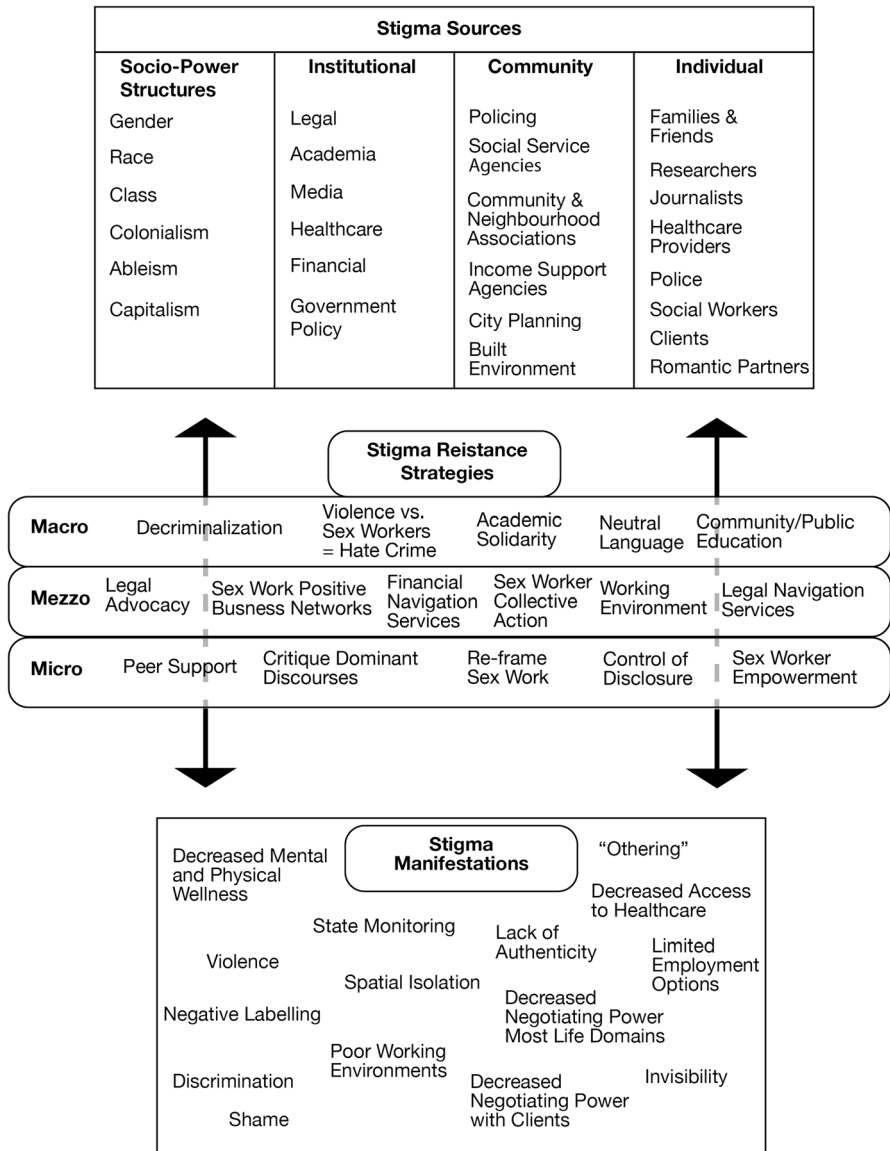 Stigma Sources
Socio-Power
Structures
Gender
Race
Class
Colonialism
Ableism
Capitalism
Institutional
Legal
Academia
Media
Healthcare
Financial
Government
Policy
Community
Policing
Social Service
Agencies
Community &
Neighbourhood
Associations
Income Support
Agencies
City Planning
Built
Environment
Individual
Families &
Friends
Researchers
Journalists
Healthcare
Providers
Police
Social Workers
Clients
Romantic Partners
Stigma Reistance
Strategies
Macro
Decriminalization
Violence vs.
Sex Workers
= Hate Crime
Academic
Solidarity
Neutral
Language
Community/Public
Education
Mezzo
Legal
Advocacy
Sex Work Positive
Business Networks
Financial
Navigation
Services
Sex Worker
Collective
Action
Working
Environment
Legal Navigation
Services
Micro
Peer Support
Critique Dominant
Discourses
Re-frame
Sex Work
Control of
Disclosure
Sex Worker
Empowerment
Stigma
Manifestations
Decreased Mental
and Physical
Wellness
"Othering"
Decreased Access
to Healthcare
State Monitoring
Lack of
Authenticity
Limited
Employment
Options
Violence
Spatial Isolation
Decreased
Negotiating Power
Most Life Domains
Negative Labelling
Poor Working
Environments
Discrimination
Decreased
Negotiating Power
with Clients
Invisibility
Shame